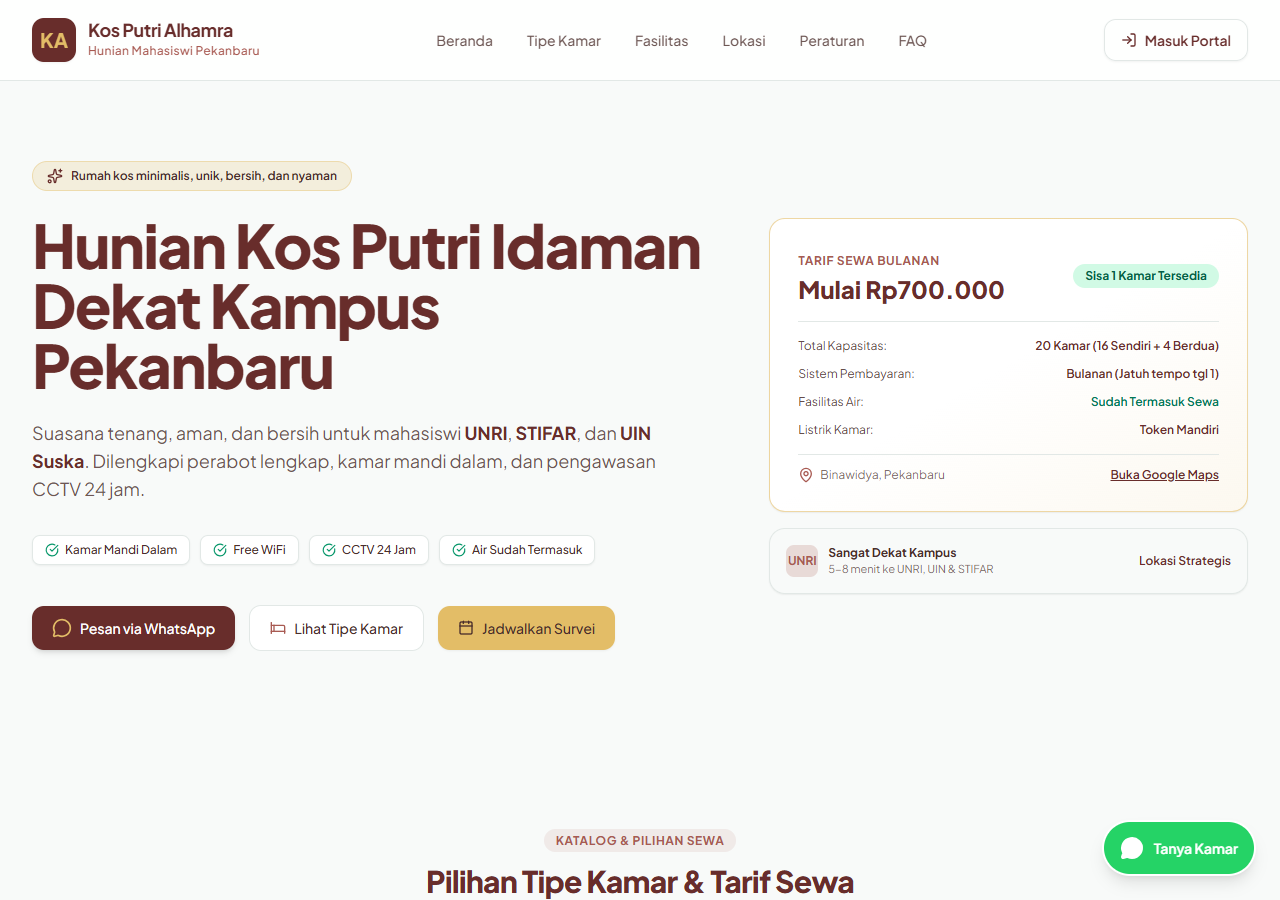 KA
Kos Putri Alhamra
Hunian Mahasiswi Pekanbaru
Beranda
Tipe Kamar
Fasilitas
Lokasi
Peraturan
FAQ
Masuk Portal
Rumah kos minimalis, unik, bersih, dan nyaman
Hunian Kos Putri Idaman
Dekat Kampus
Pekanbaru
Suasana tenang, aman, dan bersih untuk mahasiswi UNRI, STIFAR, dan UIN
Suska. Dilengkapi perabot lengkap, kamar mandi dalam, dan pengawasan
CCTV 24 jam.
Kamar Mandi Dalam
Free WiFi
CCTV 24 Jam
Air Sudah Termasuk
Pesan via WhatsApp
Lihat Tipe Kamar
Jadwalkan Survei
TARIF SEWA BULANAN
Mulai Rp700.000
Sisa 1 Kamar Tersedia
Total Kapasitas:
20 Kamar (16 Sendiri + 4 Berdua)
Sistem Pembayaran:
Bulanan (Jatuh tempo tgl 1)
Fasilitas Air:
Sudah Termasuk Sewa
Listrik Kamar:
Token Mandiri
Binawidya, Pekanbaru
Buka Google Maps
UNRI
Sangat Dekat Kampus
5–8 menit ke UNRI, UIN & STIFAR
Lokasi Strategis
KATALOG & PILIHAN SEWA
Pilihan Tipe Kamar & Tarif Sewa
Tanya Kamar